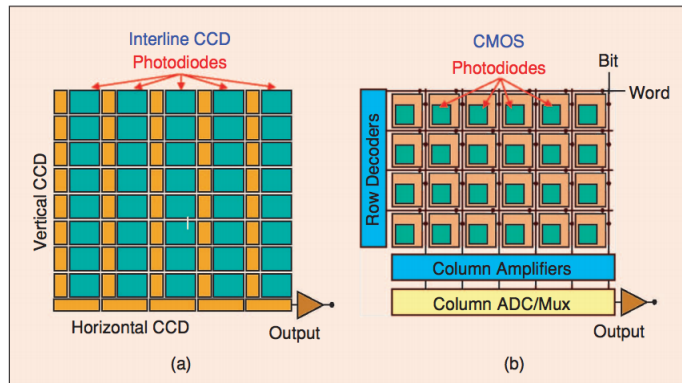 Interline CCD
Photodiodes
Vertical CCD
Horizontal CCD
Output
(a)
CMOS
Photodiodes
Bit
Word
Row Decoders
Column Amplifiers
Column ADC/Mux
Output
(b)